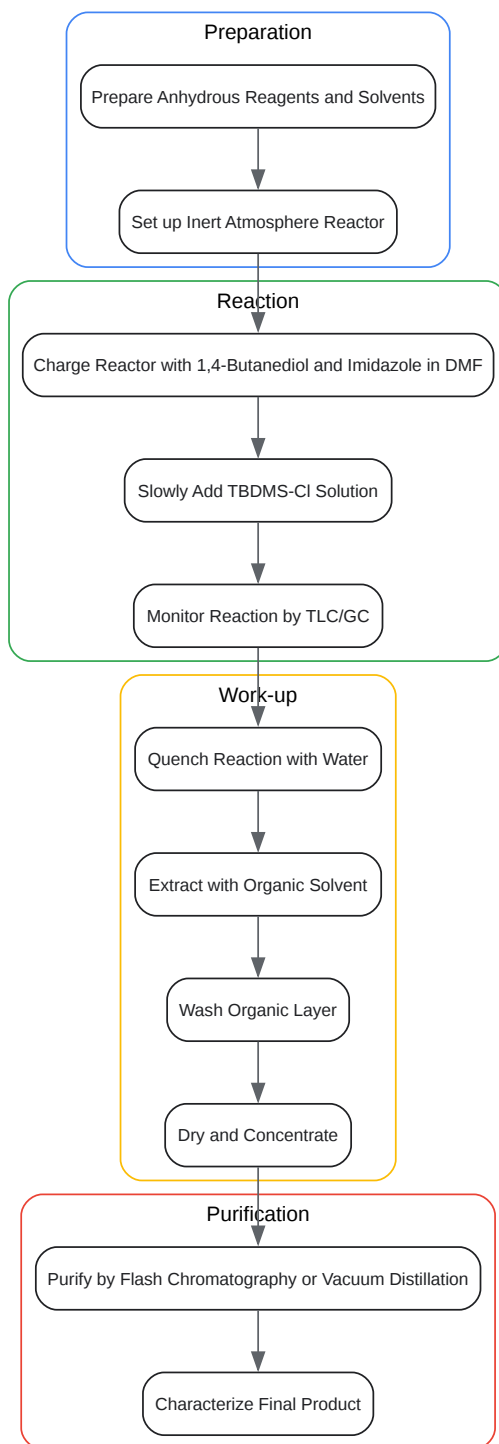 Preparation
Prepare Anhydrous Reagents and Solvents
Set up Inert Atmosphere Reactor
Reaction
Charge Reactor with 1,4-Butanediol and Imidazole in DMF
Slowly Add TBDMS-Cl Solution
Monitor Reaction by TLC/GC
Work-up
Quench Reaction with Water
Extract with Organic Solvent
Wash Organic Layer
Dry and Concentrate
Purification
Purify by Flash Chromatography or Vacuum Distillation
Characterize Final Product